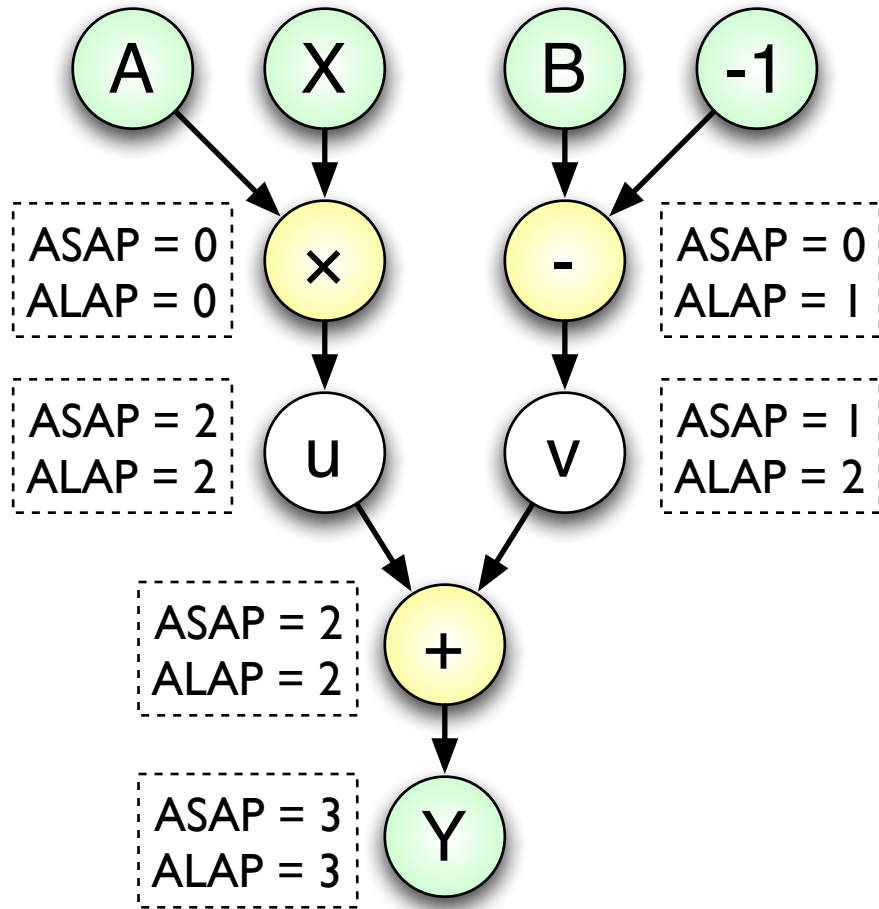 A X B -1
ASAP = 0
ALAP = 0
×
-
ASAP = 0
ALAP = 1
ASAP = 2
ALAP = 2
u
v
ASAP = 1
ALAP = 2
ASAP = 2
ALAP = 2
+
ASAP = 3
ALAP = 3
Y